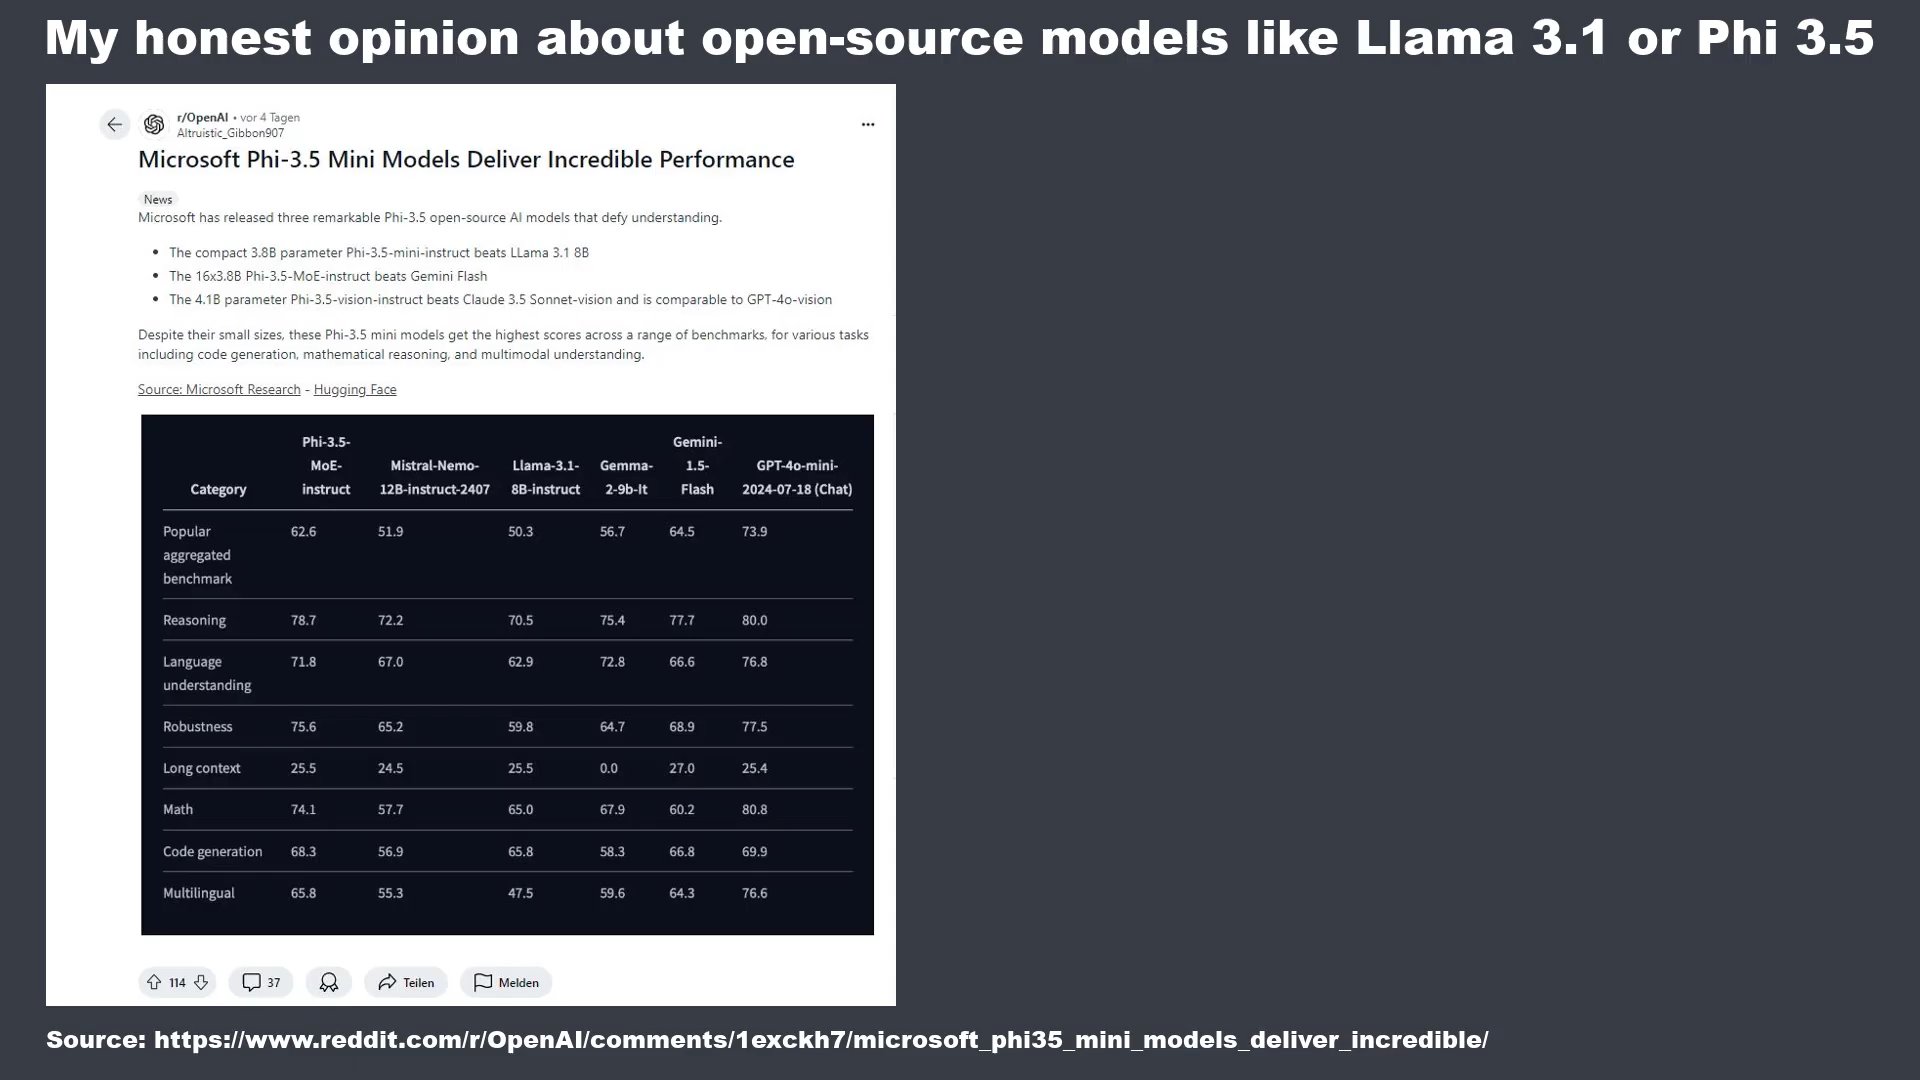 My honest opinion about open-source models like Llama 3.1 or Phi 3.5
r/OpenAI • vor 4 Tagen
Altruistic_Gibbon907
Microsoft Phi-3.5 Mini Models Deliver Incredible Performance
News
Microsoft has released three remarkable Phi-3.5 open-source AI models that defy understanding.
• The compact 3.8B parameter Phi-3.5-mini-instruct beats LLama 3.1 8B
• The 16x3.8B Phi-3.5-MoE-instruct beats Gemini Flash
• The 4.1B parameter Phi-3.5-vision-instruct beats Claude 3.5 Sonnet-vision and is comparable to GPT-4o-vision
Despite their small sizes, these Phi-3.5 mini models get the highest scores across a range of benchmarks, for various tasks
including code generation, mathematical reasoning, and multimodal understanding.
Source: Microsoft Research - Hugging Face
Phi-3.5- Gemini-
MoE- Mistral-Nemo- Llama-3.1- Gemma- 1.5- GPT-4o-mini-
Category instruct 12B-instruct-2407 8B-instruct 2-9b-It Flash 2024-07-18 (Chat)
Popular 62.6 51.9 50.3 56.7 64.5 73.9
aggregated
benchmark
Reasoning 78.7 72.2 70.5 75.4 77.7 80.0
Language 71.8 67.0 62.9 72.8 66.6 76.8
understanding
Robustness 75.6 65.2 59.8 64.7 68.9 77.5
Long context 25.5 24.5 25.5 0.0 27.0 25.4
Math 74.1 57.7 65.0 67.9 60.2 80.8
Code generation 68.3 56.9 65.8 58.3 66.8 69.9
Multilingual 65.8 55.3 47.5 59.6 64.3 76.6
114 37 Teilen Melden
Source: https://www.reddit.com/r/OpenAI/comments/1exckh7/microsoft_phi35_mini_models_deliver_incredible/